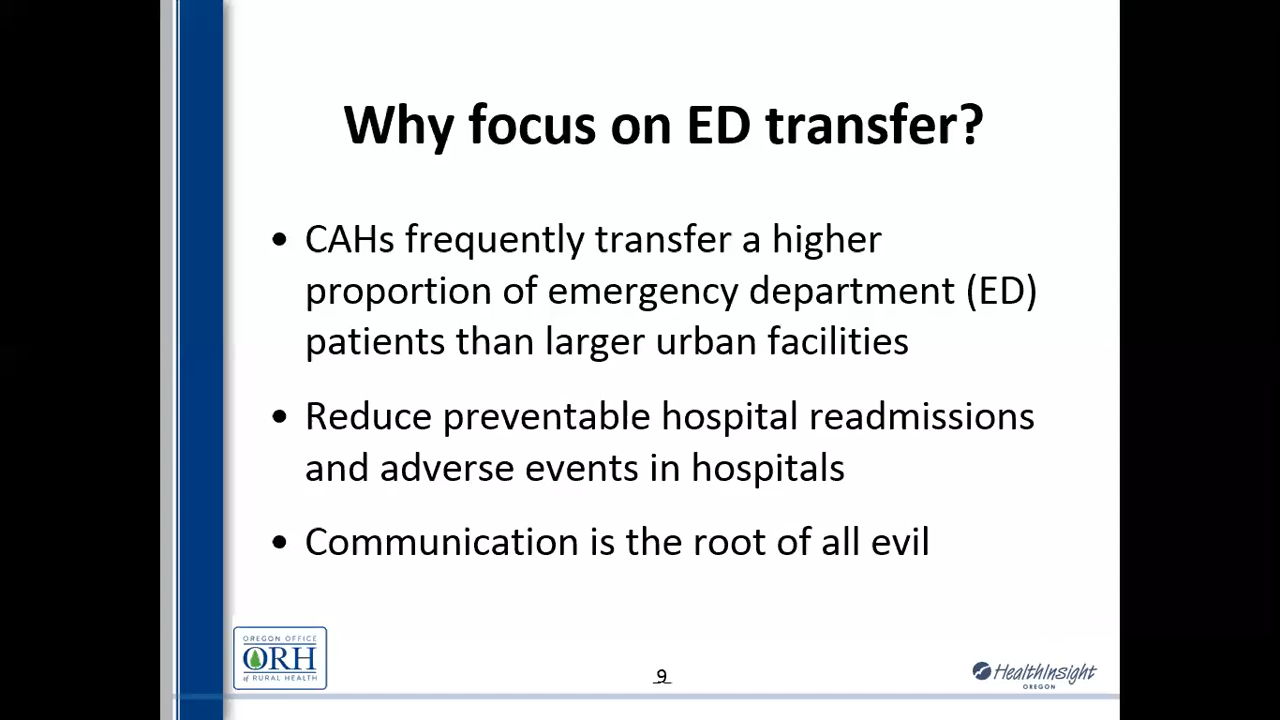 Why focus on ED transfer?
• CAHs frequently transfer a higher
proportion of emergency department (ED)
patients than larger urban facilities
• Reduce preventable hospital readmissions
and adverse events in hospitals
• Communication is the root of all evil
OREGON OFFICE
ORH
of RURAL HEALTH
9
HealthInsight
OREGON